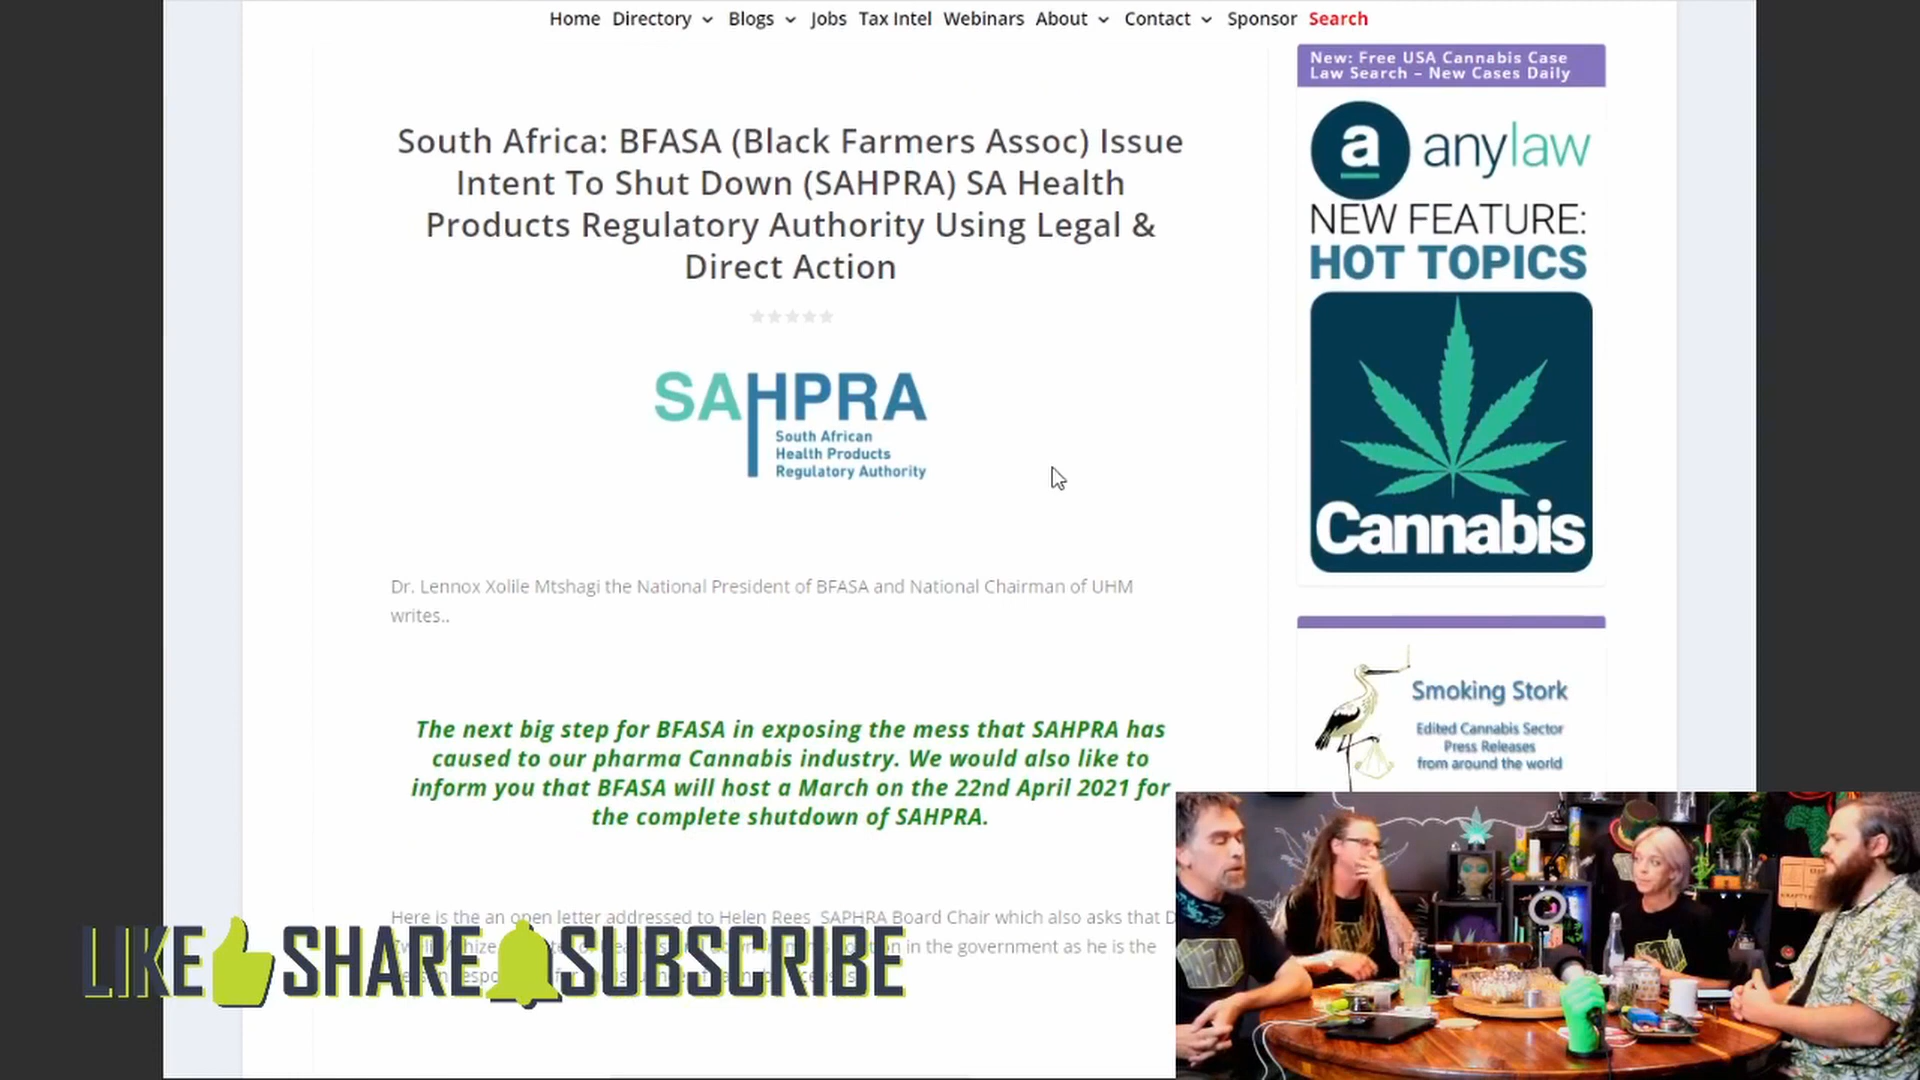 Home Directory Blogs Jobs Tax Intel Webinars About Contact Sponsor Search
South Africa: BFASA (Black Farmers Assoc) Issue
Intent To Shut Down (SAHPRA) SA Health
Products Regulatory Authority Using Legal &
Direct Action
SAHPRA
South African
Health Products
Regulatory Authority
Dr. Lennox Xolile Mtshagi the National President of BFASA and National Chairman of UHM
writes..
The next big step for BFASA in exposing the mess that SAHPRA has
caused to our pharma Cannabis industry. We would also like to
inform you that BFASA will host a March on the 22nd April 2021 for
the complete shutdown of SAHPRA.
Here is the an open letter addressed to Helen Rees SAPHRA Board Chair which also asks that
in the government as he is the
LIKE SHARE SUBSCRIBE
New: Free USA Cannabis Case
Law Search – New Cases Daily
a anylaw
NEW FEATURE:
HOT TOPICS
Cannabis
Smoking Stork
Edited Cannabis Sector
Press Releases
from around the world